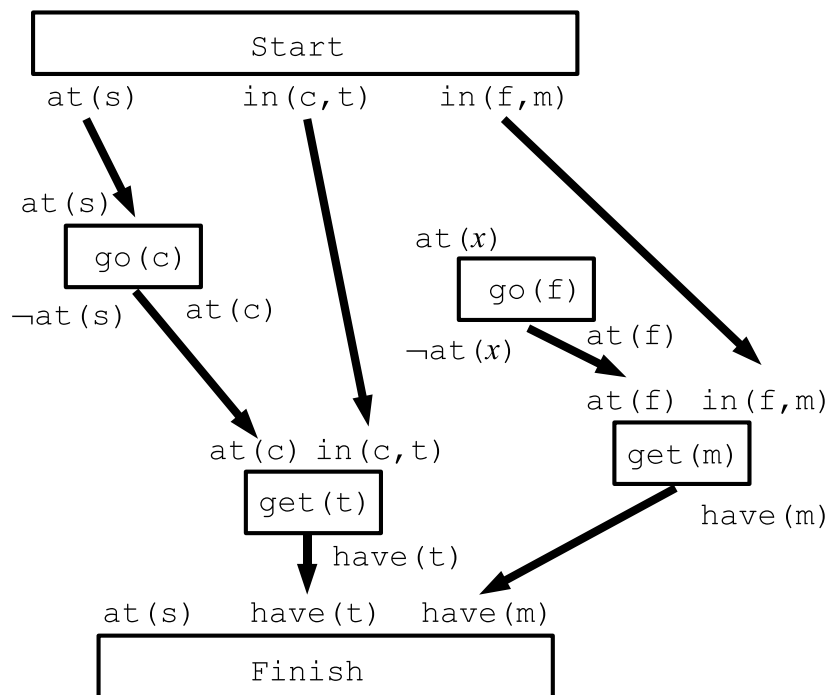 Start
at(s) in(c,t) in(f,m)
at(s)
go(c)
at(x)
go(f)
¬at(s) at(c)
¬at(x) at(f)
at(f) in(f,m)
at(c) in(c,t)
get(m)
get(t)
have(m)
have(t)
at(s) have(t) have(m)
Finish